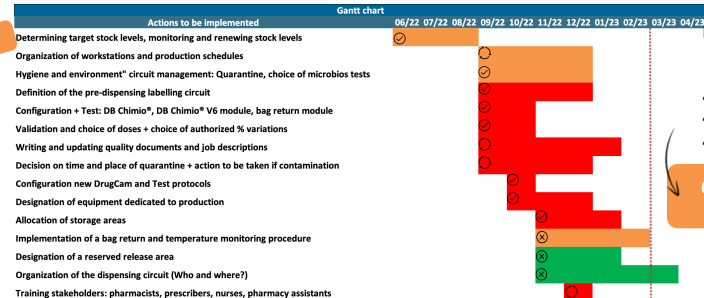 Gantt chart
Actions to be implemented 06/22 07/22 08/22 09/22 10/22 11/22 12/22 01/23 02/23 03/23 04/23
Determining target stock levels, monitoring and renewing stock levels
Organization of workstations and production schedules
Hygiene and environment" circuit management: Quarantine, choice of microbios tests
Definition of the pre-dispensing labelling circuit
Configuration + Test: DB Chimio®, DB Chimio® V6 module, bag return module
Validation and choice of doses + choice of authorized % variations
Writing and updating quality documents and job descriptions
Decision on time and place of quarantine + action to be taken if contamination
Configuration new DrugCam and Test protocols
Designation of equipment dedicated to production
Allocation of storage areas
Implementation of a bag return and temperature monitoring procedure
Designation of a reserved release area
Organization of the dispensing circuit (Who and where?)
Training stakeholders: pharmacists, prescribers, nurses, pharmacy assistants